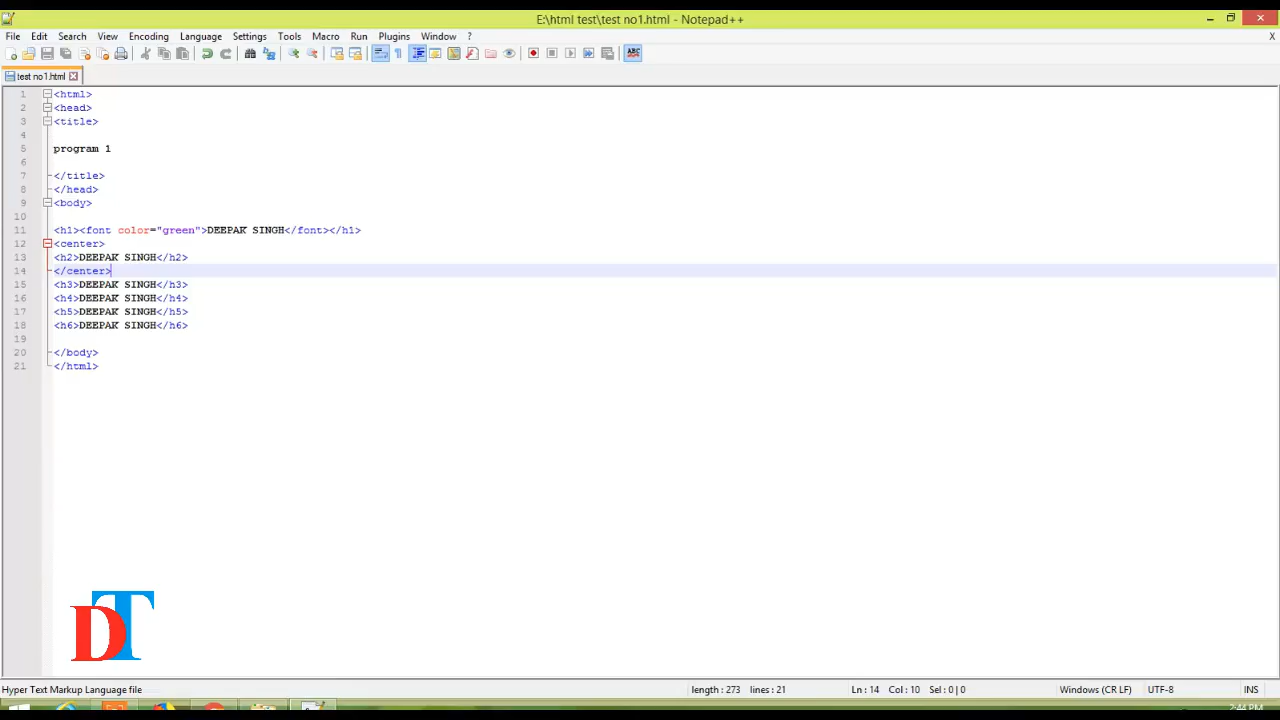 E:\html test\test no1.html - Notepad++
File Edit Search View Encoding Language Settings Tools Macro Run Plugins Window ? X
ABC
test no1.html
1 <html>
2 <head>
3 <title>
4
5 program 1
6
7 </title>
8 </head>
9 <body>
10
11 <h1><font color="green">DEEPAK SINGH</font></h1>
12 <center>
13 <h2>DEEPAK SINGH</h2>
14 </center>
15 <h3>DEEPAK SINGH</h3>
16 <h4>DEEPAK SINGH</h4>
17 <h5>DEEPAK SINGH</h5>
18 <h6>DEEPAK SINGH</h6>
19
20 </body>
21 </html>
DT
Hyper Text Markup Language file length : 273 lines : 21 Ln : 14 Col : 10 Sel : 0 | 0 Windows (CR LF) UTF-8 INS
2:44 PM